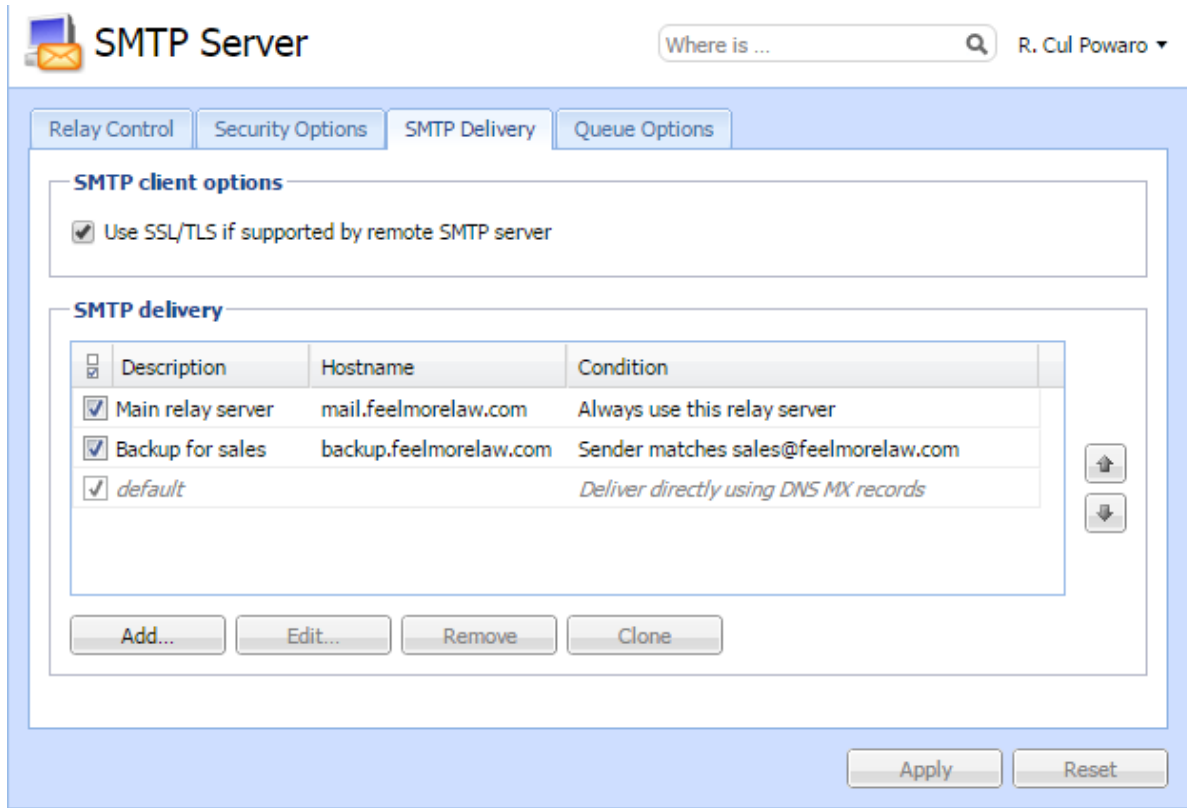 SMTP Server
Where is ...
R. Cul Powaro
Relay Control Security Options SMTP Delivery Queue Options
SMTP client options
Use SSL/TLS if supported by remote SMTP server
SMTP delivery
Description Hostname Condition
Main relay server mail.feelmorelaw.com Always use this relay server
Backup for sales backup.feelmorelaw.com Sender matches sales@feelmorelaw.com
default Deliver directly using DNS MX records
Add... Edit... Remove Clone
Apply Reset